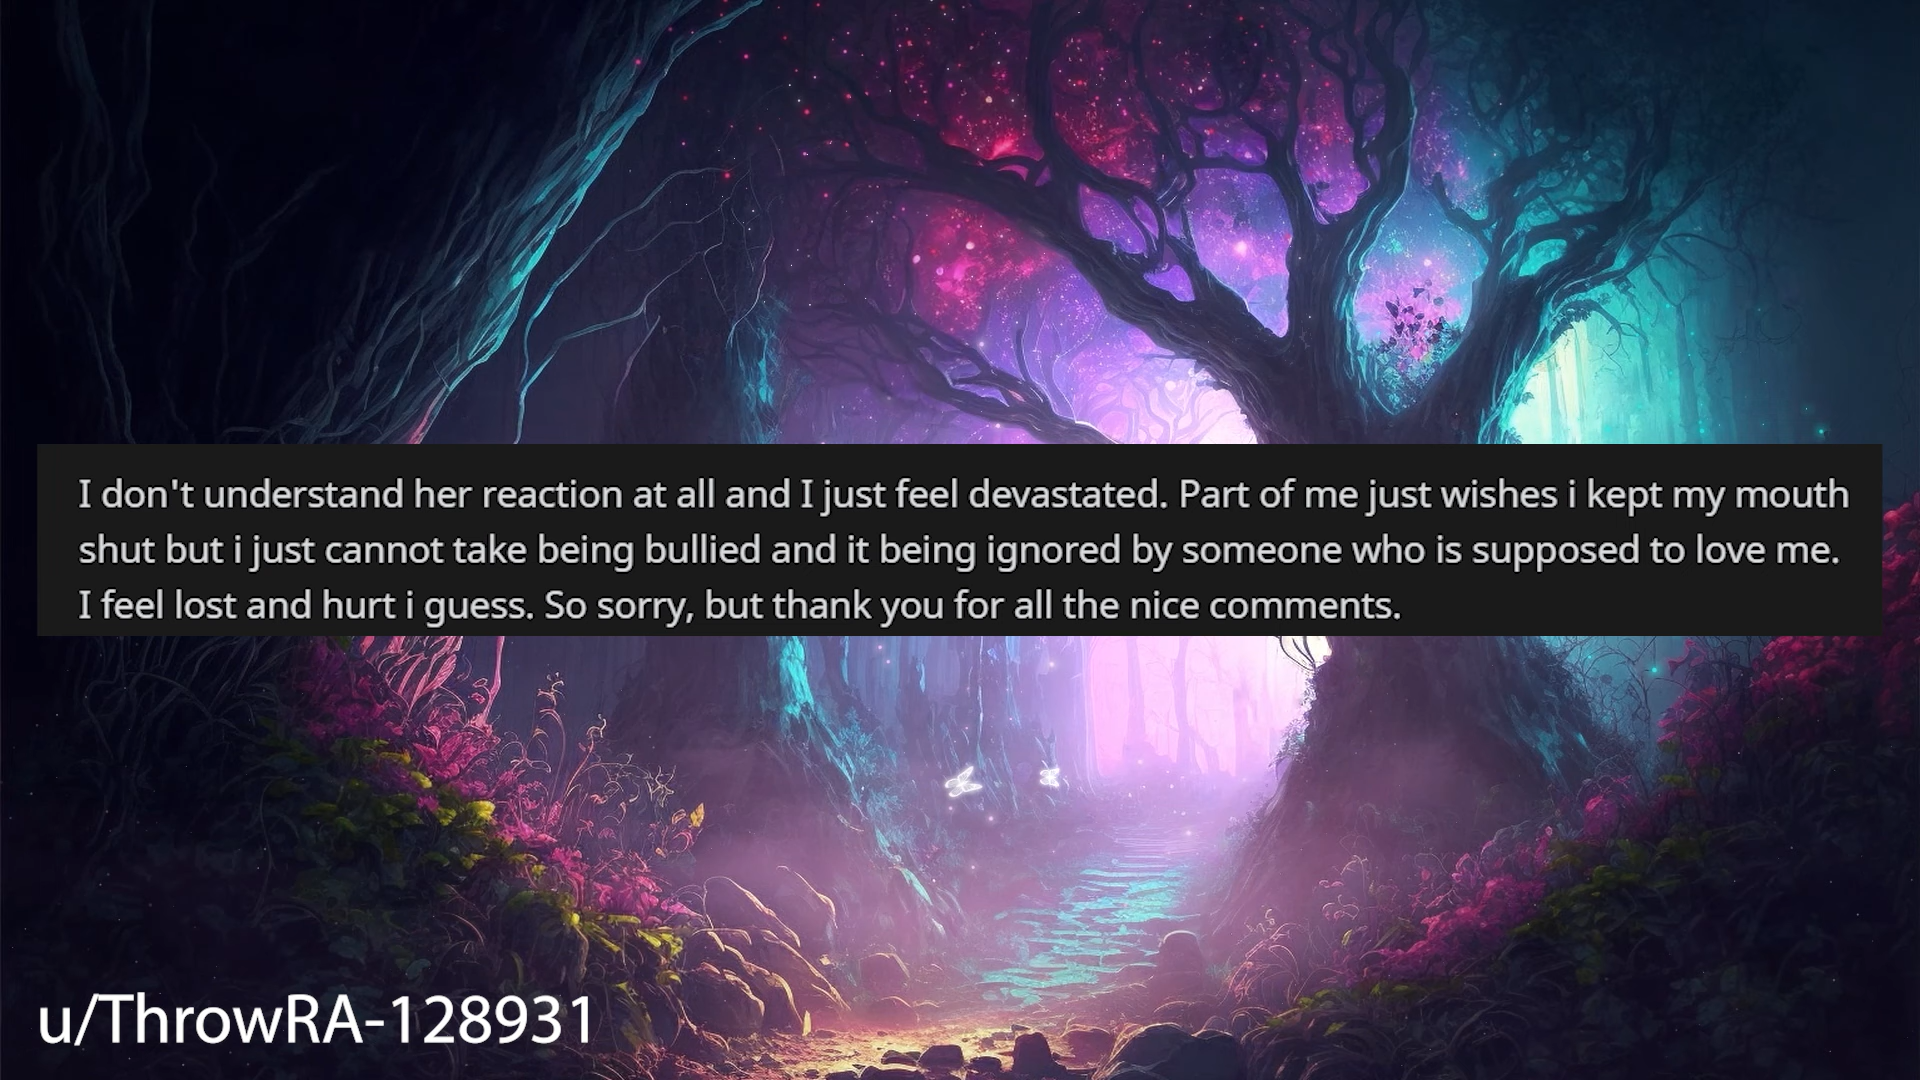 I don't understand her reaction at all and I just feel devastated. Part of me just wishes i kept my mouth
shut but i just cannot take being bullied and it being ignored by someone who is supposed to love me.
I feel lost and hurt i guess. So sorry, but thank you for all the nice comments.
u/ThrowRA-128931